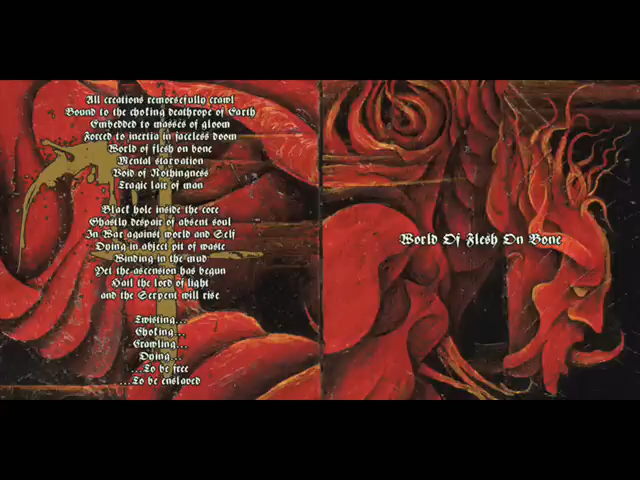 All creations remorsefully crawl
Bound to the choking deathrope of Earth
Embedded to masses of gloom
Forced to inertia in faceless doom
World of flesh on bone
Mental starvation
Void of Nothingness
Tragic lair of man
Black hole inside the core
Ghastly despair of absent soul
In War against world and Self
Dying in abject pit of waste
Winding in the mud
Yet the ascension has begun
Hail the lord of light
and the Serpent will rise
Twisting...
Choking...
Crawling...
Dying...
...To be free
...To be enslaved
World Of Flesh On Bone